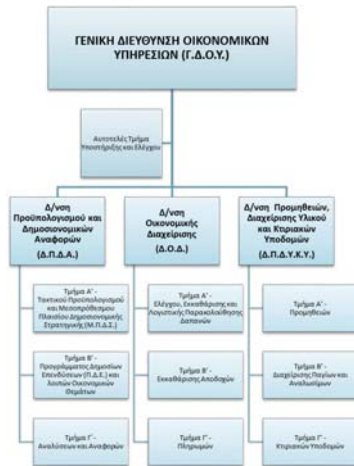 ΓΕΝΙΚΗ ΔΙΕΥΘΥΝΣΗ ΟΙΚΟΝΟΜΙΚΩΝ
ΥΠΗΡΕΣΙΩΝ (Γ.Δ.Ο.Υ.)
Αυτοτελές Τμήμα
Υποστήριξης και Ελέγχου
Δ/νση
Προϋπολογισμού και
Δημοσιονομικών
Αναφορών
(Δ.Π.Δ.Α.)
Τμήμα Α' -
Τακτικού Προϋπολογισμού
και Μεσοπρόθεσμου
Πλαισίου Δημοσιονομικής
Στρατηγικής (Μ.Π.Δ.Σ.)
Τμήμα Β' -
Προγράμματος Δημοσίων
Επενδύσεων (Π.Δ.Ε.) και
λοιπών Οικονομικών
Θεμάτων
Τμήμα Γ' -
Αναλύσεων και Αναφορών
Δ/νση
Οικονομικής
Διαχείρισης
(Δ.Ο.Δ.)
Τμήμα Α' -
Ελέγχου, Εκκαθάρισης και
Λογιστικής Παρακολούθησης
Δαπανών
Τμήμα Β' -
Εκκαθάρισης Αποδοχών
Τμήμα Γ' -
Πληρωμών
Δ/νση Προμηθειών,
Διαχείρισης Υλικού και
Κτιριακών
Υποδομών
(Δ.Π.Δ.Υ.Κ.Υ.)
Τμήμα Α' -
Προμηθειών
Τμήμα Β' -
Διαχείρισης Παγίων και
Αναλωσίμων
Τμήμα Γ' -
Κτιριακών Υποδομών